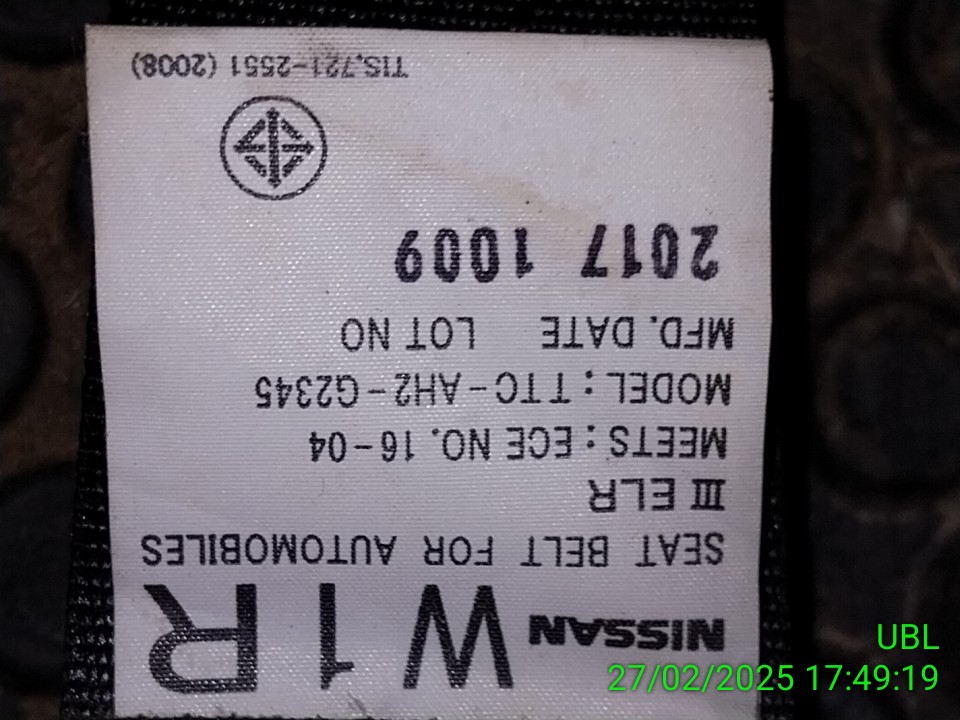 NISSAN W1R
SEAT BELT FOR AUTOMOBILES
III ELR
MEETS : ECE NO. 16-04
MODEL : TTC-AH2-G2345
MFD. DATE LOT NO
2017 1009
TIS.721-2551 (2008)
UBL
27/02/2025 17:49:19